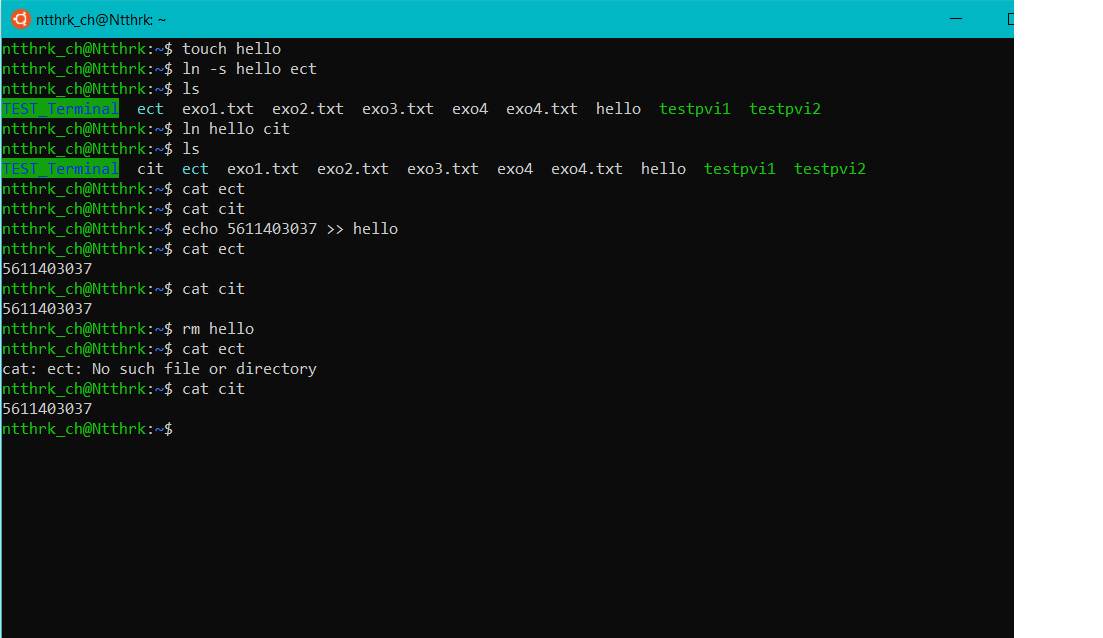 ntthrk_ch@Ntthrk: ~
ntthrk_ch@Ntthrk:~$ touch hello
ntthrk_ch@Ntthrk:~$ ln -s hello ect
ntthrk_ch@Ntthrk:~$ ls
TEST_Terminal  ect  exo1.txt  exo2.txt  exo3.txt  exo4  exo4.txt  hello  testpvi1  testpvi2
ntthrk_ch@Ntthrk:~$ ln hello cit
ntthrk_ch@Ntthrk:~$ ls
TEST_Terminal  cit  ect  exo1.txt  exo2.txt  exo3.txt  exo4  exo4.txt  hello  testpvi1  testpvi2
ntthrk_ch@Ntthrk:~$ cat ect
ntthrk_ch@Ntthrk:~$ cat cit
ntthrk_ch@Ntthrk:~$ echo 5611403037 >> hello
ntthrk_ch@Ntthrk:~$ cat ect
5611403037
ntthrk_ch@Ntthrk:~$ cat cit
5611403037
ntthrk_ch@Ntthrk:~$ rm hello
ntthrk_ch@Ntthrk:~$ cat ect
cat: ect: No such file or directory
ntthrk_ch@Ntthrk:~$ cat cit
5611403037
ntthrk_ch@Ntthrk:~$